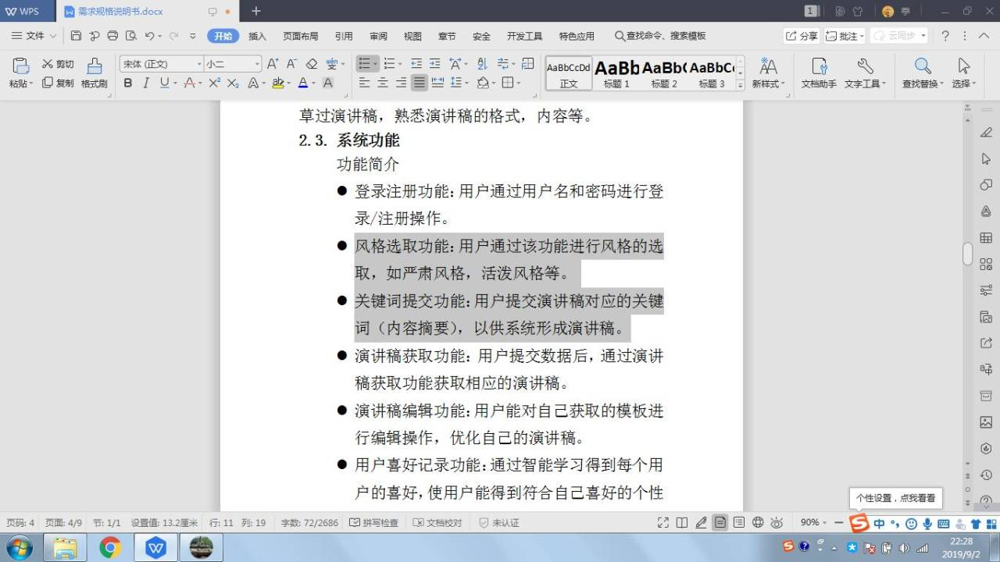 WPS 需求规格说明书.docx 1
文件 开始 插入 页面布局 引用 审阅 视图 章节 安全 开发工具 特色应用 查找命令、搜索模板 分享 批注 云同步 ?
粘贴 剪切 复制 格式刷 宋体 (正文) 小二 AaBbCcDd 正文 AaBb 标题 1 AaBb( 标题 2 AaBbC( 标题 3 新样式 文档助手 文字工具 查找替换 选择
草过演讲稿，熟悉演讲稿的格式，内容等。
2.3. 系统功能
功能简介
● 登录注册功能：用户通过用户名和密码进行登
录/注册操作。
● 风格选取功能：用户通过该功能进行风格的选
取，如严肃风格，活泼风格等。
● 关键词提交功能：用户提交演讲稿对应的关键
词（内容摘要），以供系统形成演讲稿。
● 演讲稿获取功能：用户提交数据后，通过演讲
稿获取功能获取相应的演讲稿。
● 演讲稿编辑功能：用户能对自己获取的模板进
行编辑操作，优化自己的演讲稿。
● 用户喜好记录功能：通过智能学习得到每个用
户的喜好，使用户能得到符合自己喜好的个性
个性设置，点我看看
页码: 4 页面: 4/9 节: 1/1 设置值: 13.2厘米 行: 11 列: 19 字数: 72/2686 拼写检查 文档校对 未认证 90% 中
22:28
2019/9/2